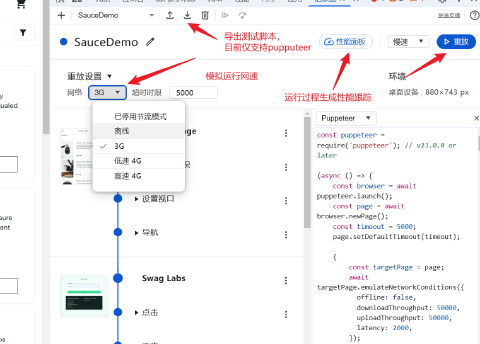 SauceDemo
导出测试脚本，
目前仅支持pupputeer
发送反馈
SauceDemo
性能面板
慢速
重放
重放设置
模拟运行网速
环境
网络 3G 超时时限 5000
运行过程生成性能跟踪
桌面设备 880×743 px
已停用节流模式
离线
3G
低速 4G
高速 4G
设置视口
导航
Swag Labs
点击
Puppeteer
const puppeteer =
require('puppeteer'); // v23.0.0 or
later
(async () => {
const browser = await
puppeteer.launch();
const page = await
browser.newPage();
const timeout = 5000;
page.setDefaultTimeout(timeout);
{
const targetPage = page;
await
targetPage.emulateNetworkConditions({
offline: false,
downloadThroughput: 50000,
uploadThroughput: 50000,
latency: 2000,
});